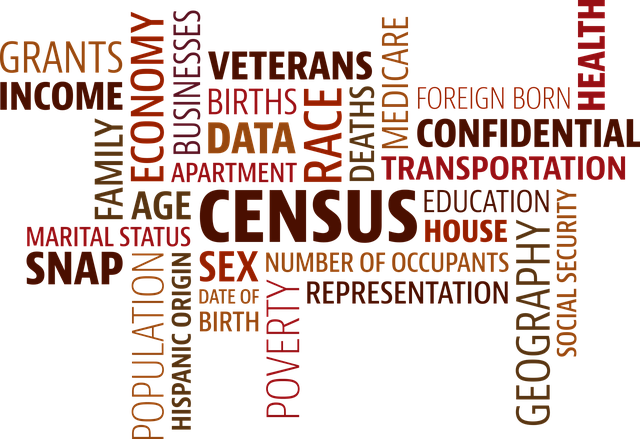 GRANTS
INCOME
ECONOMY
BUSINESSES
VETERANS
BIRTHS
DATA
APARTMENT
RACE
DEATHS
MEDICARE
FOREIGN BORN
HEALTH
CONFIDENTIAL
TRANSPORTATION
FAMILY
AGE
CENSUS
EDUCATION
HOUSE
MARITAL STATUS
SNAP
SEX
NUMBER OF OCCUPANTS
POPULATION
HISPANIC ORIGIN
DATE OF
BIRTH
POVERTY
REPRESENTATION
GEOGRAPHY
SOCIAL SECURITY